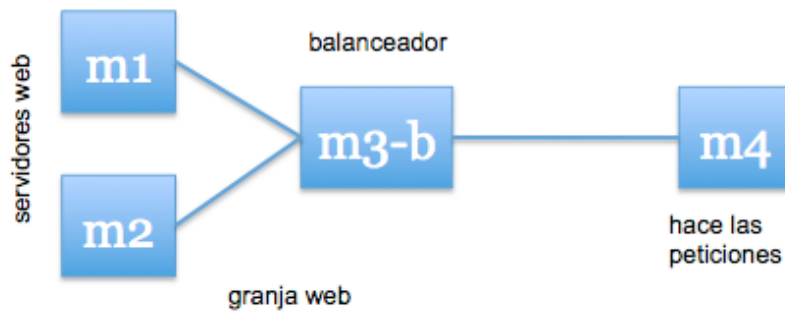 servidores web
m1
m2
balanceador
m3-b
granja web
m4
hace las
peticiones